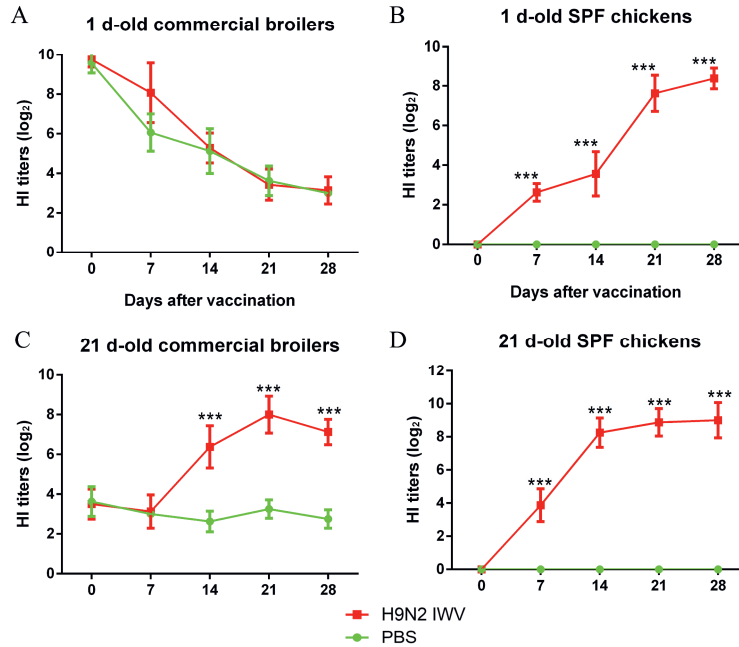 A
1 d-old commercial broilers
HI titers (log2)
10
8
6
4
2
0
0 7 14 21 28
Days after vaccination
B
1 d-old SPF chickens
HI titers (log2)
10
8
6
4
2
0
*** *** *** ***
0 7 14 21 28
Days after vaccination
C
21 d-old commercial broilers
HI titers (log2)
10
8
6
4
2
0
*** *** ***
0 7 14 21 28
D
21 d-old SPF chickens
HI titers (log2)
12
10
8
6
4
2
0
*** *** *** ***
0 7 14 21 28
H9N2 IWV
PBS